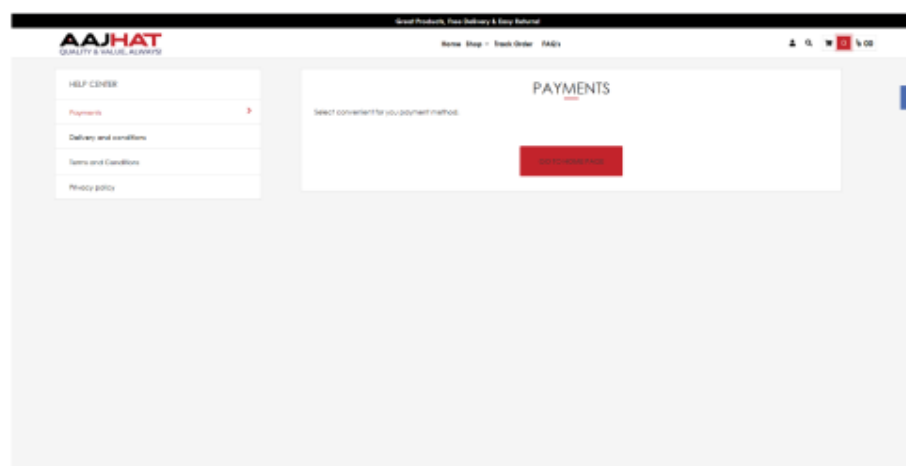 Great Products, Free Delivery & Easy Returns!
AAJHAT
QUALITY & VALUE, ALWAYS!
Home Shop Track Order FAQ's
0
HELP CENTER
Payments
Delivery and conditions
Terms and Conditions
Privacy policy
PAYMENTS
Select convenient for you payment method.